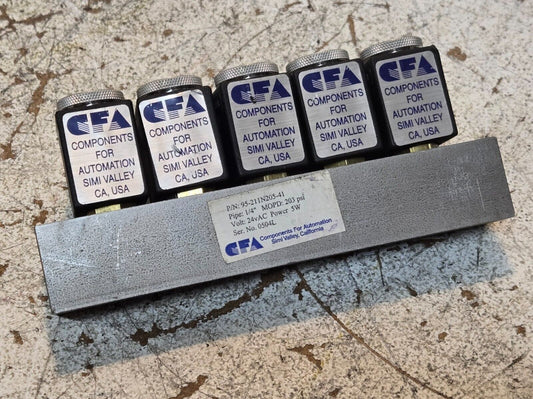 CFA
COMPONENTS
FOR
AUTOMATION
SIMI VALLEY
CA, USA
CFA
COMPONENTS
FOR
AUTOMATION
SIMI VALLEY
CA, USA
CFA
COMPONENTS
FOR
AUTOMATION
SIMI VALLEY
CA, USA
CFA
COMPONENTS
FOR
AUTOMATION
SIMI VALLEY
CA, USA
CFA
COMPONENTS
FOR
AUTOMATION
SIMI VALLEY
CA, USA
P/N: 95-211N205-41
Pipe: 1/4" MOPD: 203 psi
Volt: 24vAC Power 5W
Ser. No. 0504L
CFA Components For Automation
Simi Valley, California